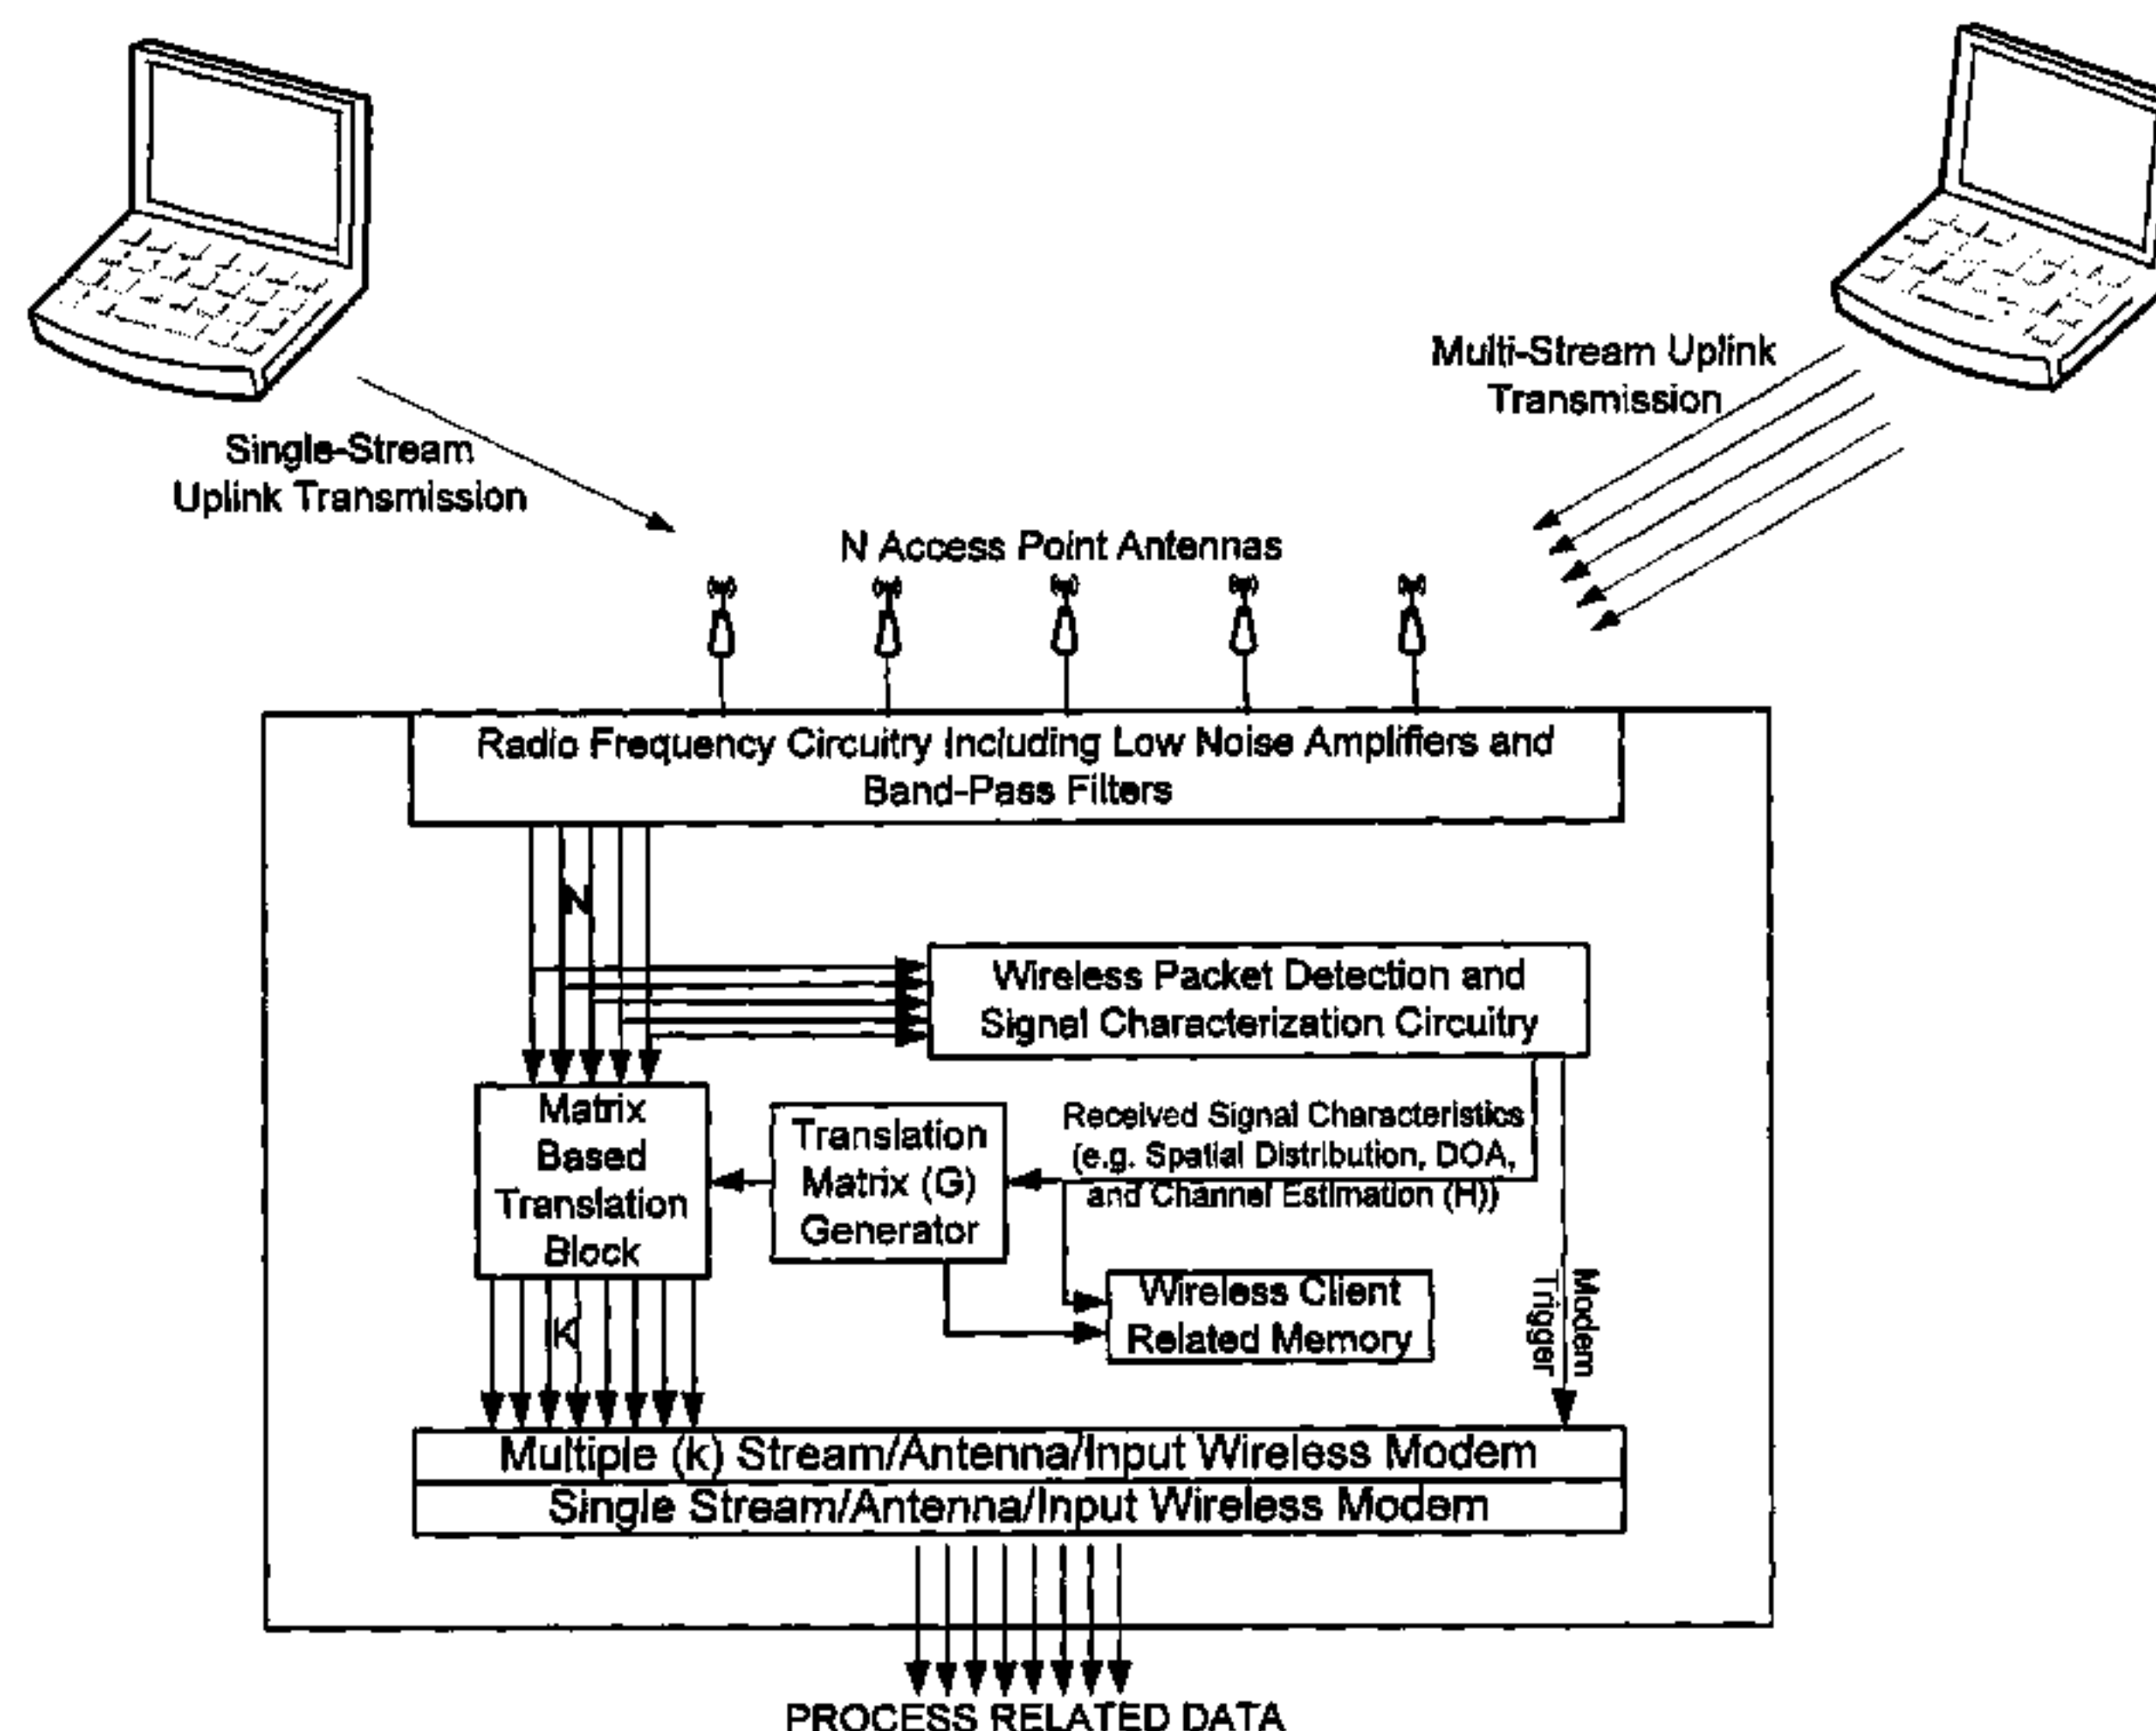 Multi-Stream Uplink
Transmission
Single-Stream
Uplink Transmission
N Access Point Antennas
Radio Frequency Circuitry Including Low Noise Amplifiers and
Band-Pass Filters
N
Wireless Packet Detection and
Signal Characterization Circuitry
Matrix
Based
Translation
Block
Translation
Matrix (G)
Generator
Received Signal Characteristics
(e.g. Spatial Distribution, DOA,
and Channel Estimation (H))
Wireless Client
Related Memory
Modem
Trigger
K
Multiple (k) Stream/Antenna/Input Wireless Modem
Single Stream/Antenna/Input Wireless Modem
PROCESS RELATED DATA